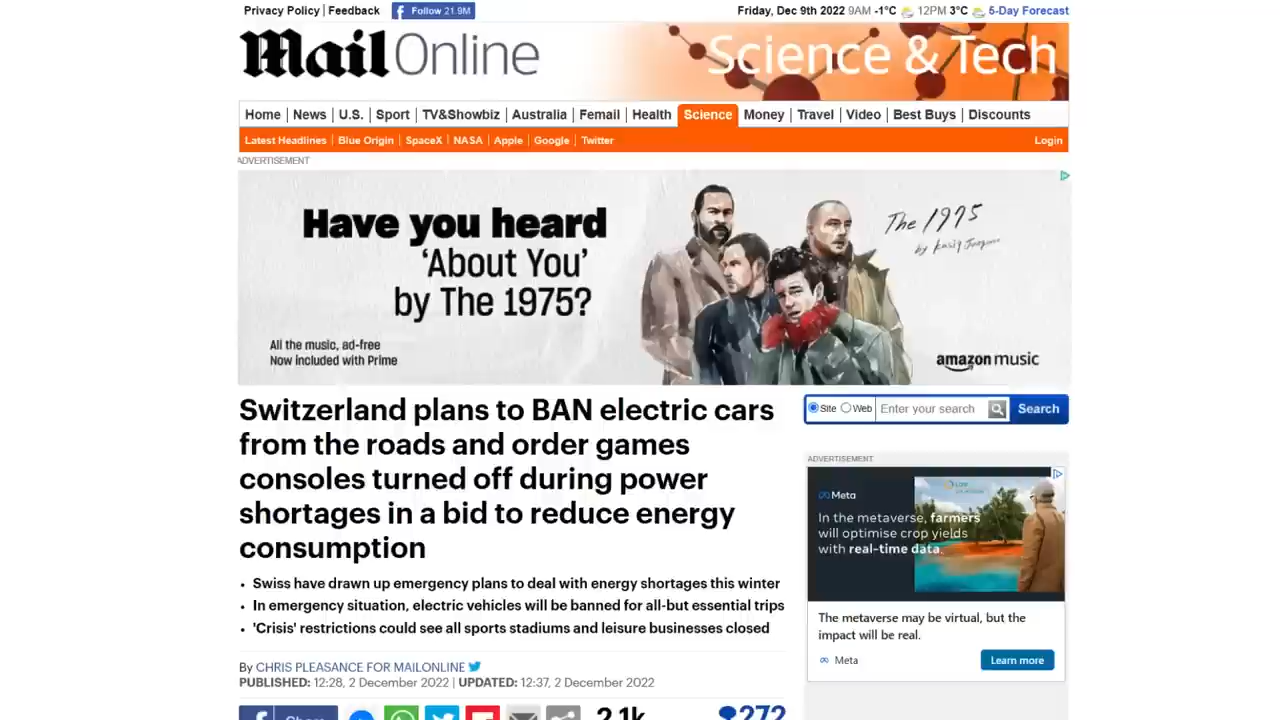 Privacy Policy | Feedback
Follow 21.9M
Friday, Dec 9th 2022 9AM -1°C 12PM 3°C 5-Day Forecast
Mail Online
Science & Tech
Home | News | U.S. | Sport | TV&Showbiz | Australia | Femail | Health | Science | Money | Travel | Video | Best Buys | Discounts
Latest Headlines | Blue Origin | SpaceX | NASA | Apple | Google | Twitter
Login
ADVERTISEMENT
Have you heard
‘About You’
by The 1975?
All the music, ad-free
Now included with Prime
The 1975
amazon music
Switzerland plans to BAN electric cars
from the roads and order games
consoles turned off during power
shortages in a bid to reduce energy
consumption
• Swiss have drawn up emergency plans to deal with energy shortages this winter
• In emergency situation, electric vehicles will be banned for all-but essential trips
• 'Crisis' restrictions could see all sports stadiums and leisure businesses closed
By CHRIS PLEASANCE FOR MAILONLINE
PUBLISHED: 12:28, 2 December 2022 | UPDATED: 12:37, 2 December 2022
Share
2.1k
272
Site Web Enter your search Search
ADVERTISEMENT
Meta
In the metaverse, farmers
will optimise crop yields
with real-time data.
The metaverse may be virtual, but the
impact will be real.
Meta
Learn more